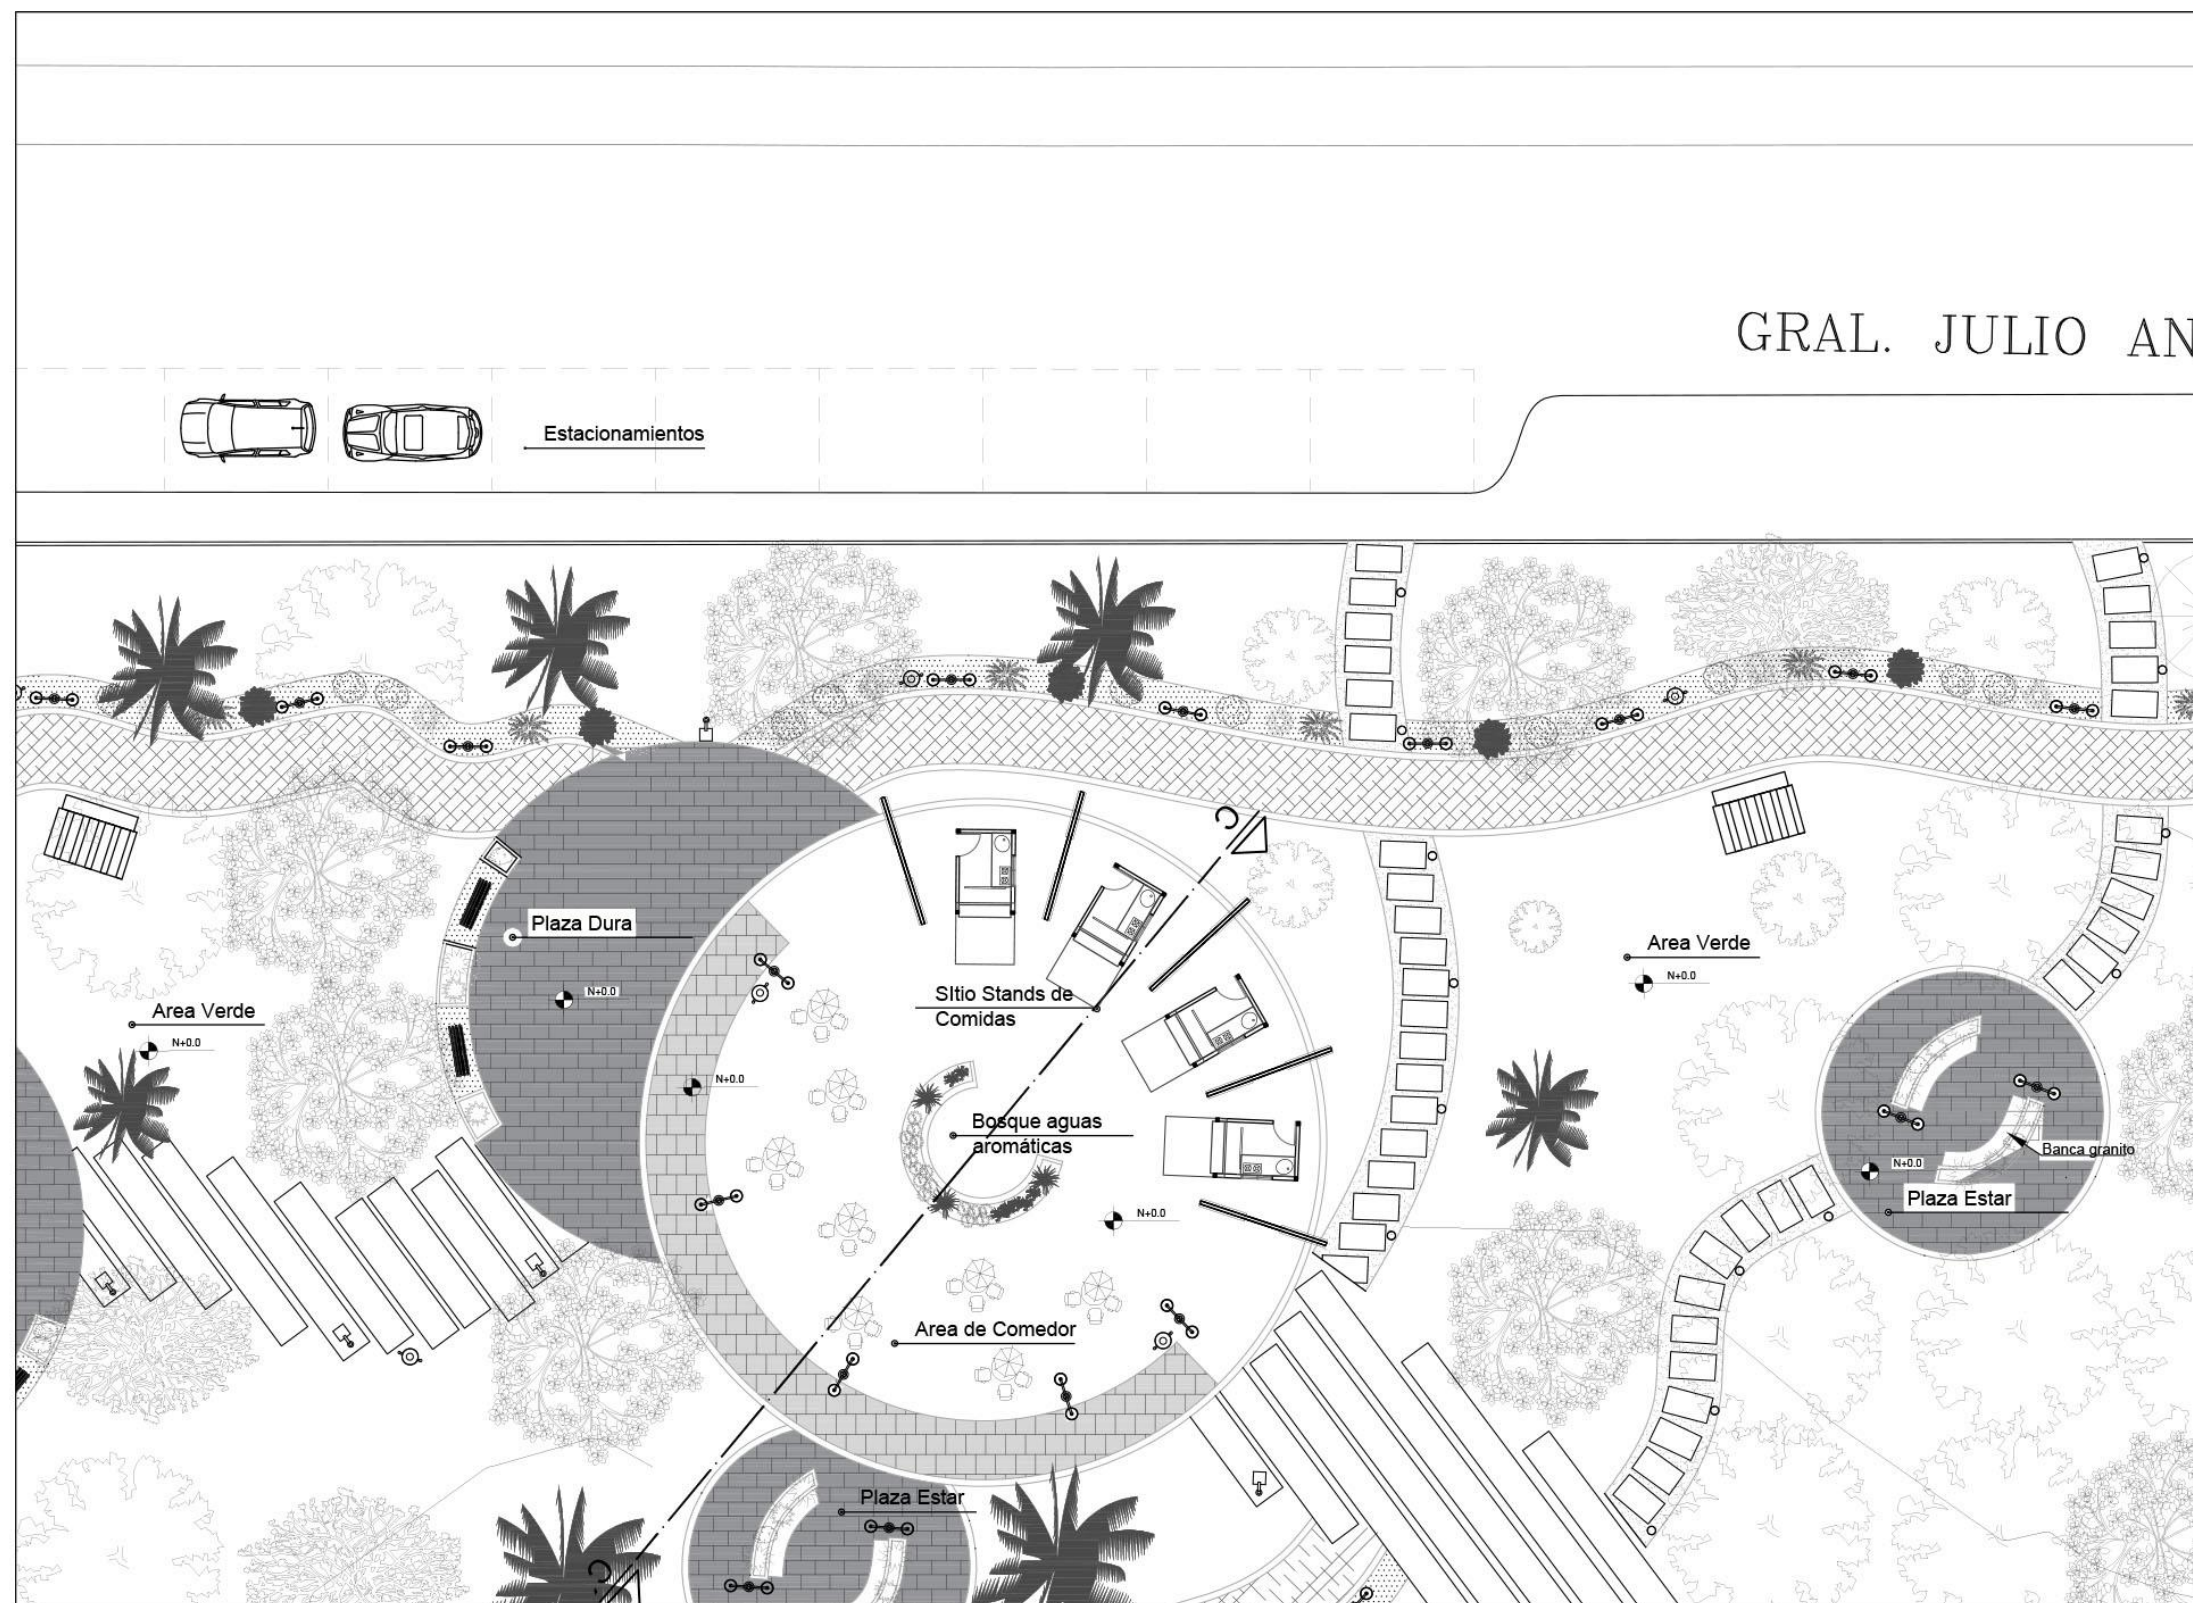 GRAL. JULIO AN
Estacionamientos
C
Plaza Dura
N+0.0
Area Verde
N+0.0
Area Verde
N+0.0
SItio Stands de
Comidas
N+0.0
Bosque aguas
aromáticas
N+0.0
Banca granito
N+0.0
Plaza Estar
Area de Comedor
Plaza Estar
C